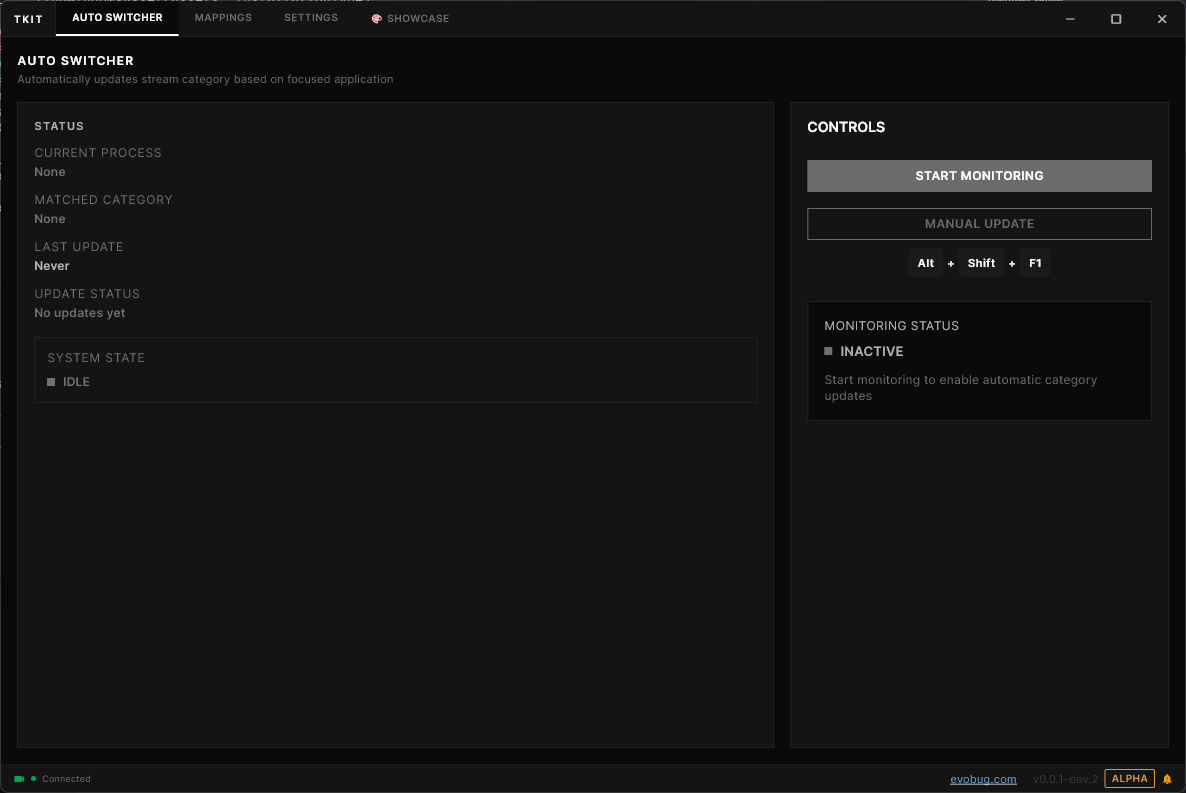 TKIT
AUTO SWITCHER
MAPPINGS
SETTINGS
SHOWCASE
AUTO SWITCHER
Automatically updates stream category based on focused application
STATUS
CURRENT PROCESS
None
MATCHED CATEGORY
None
LAST UPDATE
Never
UPDATE STATUS
No updates yet
SYSTEM STATE
IDLE
CONTROLS
START MONITORING
MANUAL UPDATE
Alt + Shift + F1
MONITORING STATUS
INACTIVE
Start monitoring to enable automatic category
updates
Connected
evobug.com
v0.0.1-dev.2
ALPHA